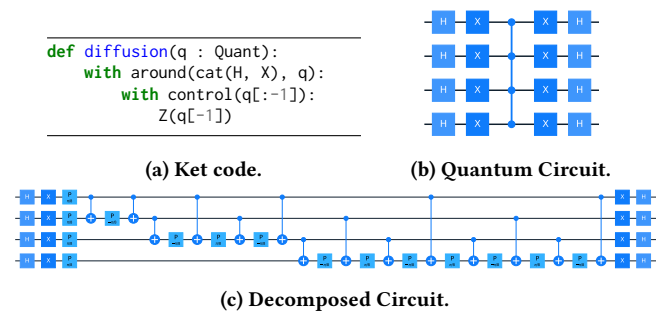 def diffusion(q : Quant):
with around(cat(H, X), q):
with control(q[:-1]):
Z(q[-1])
(a) Ket code.
H X X H
H X X H
H X X H
H X X H
(b) Quantum Circuit.
H X P X H
H X P P X H
H X P P P P X H
H X P P P P P P P P X H
(c) Decomposed Circuit.